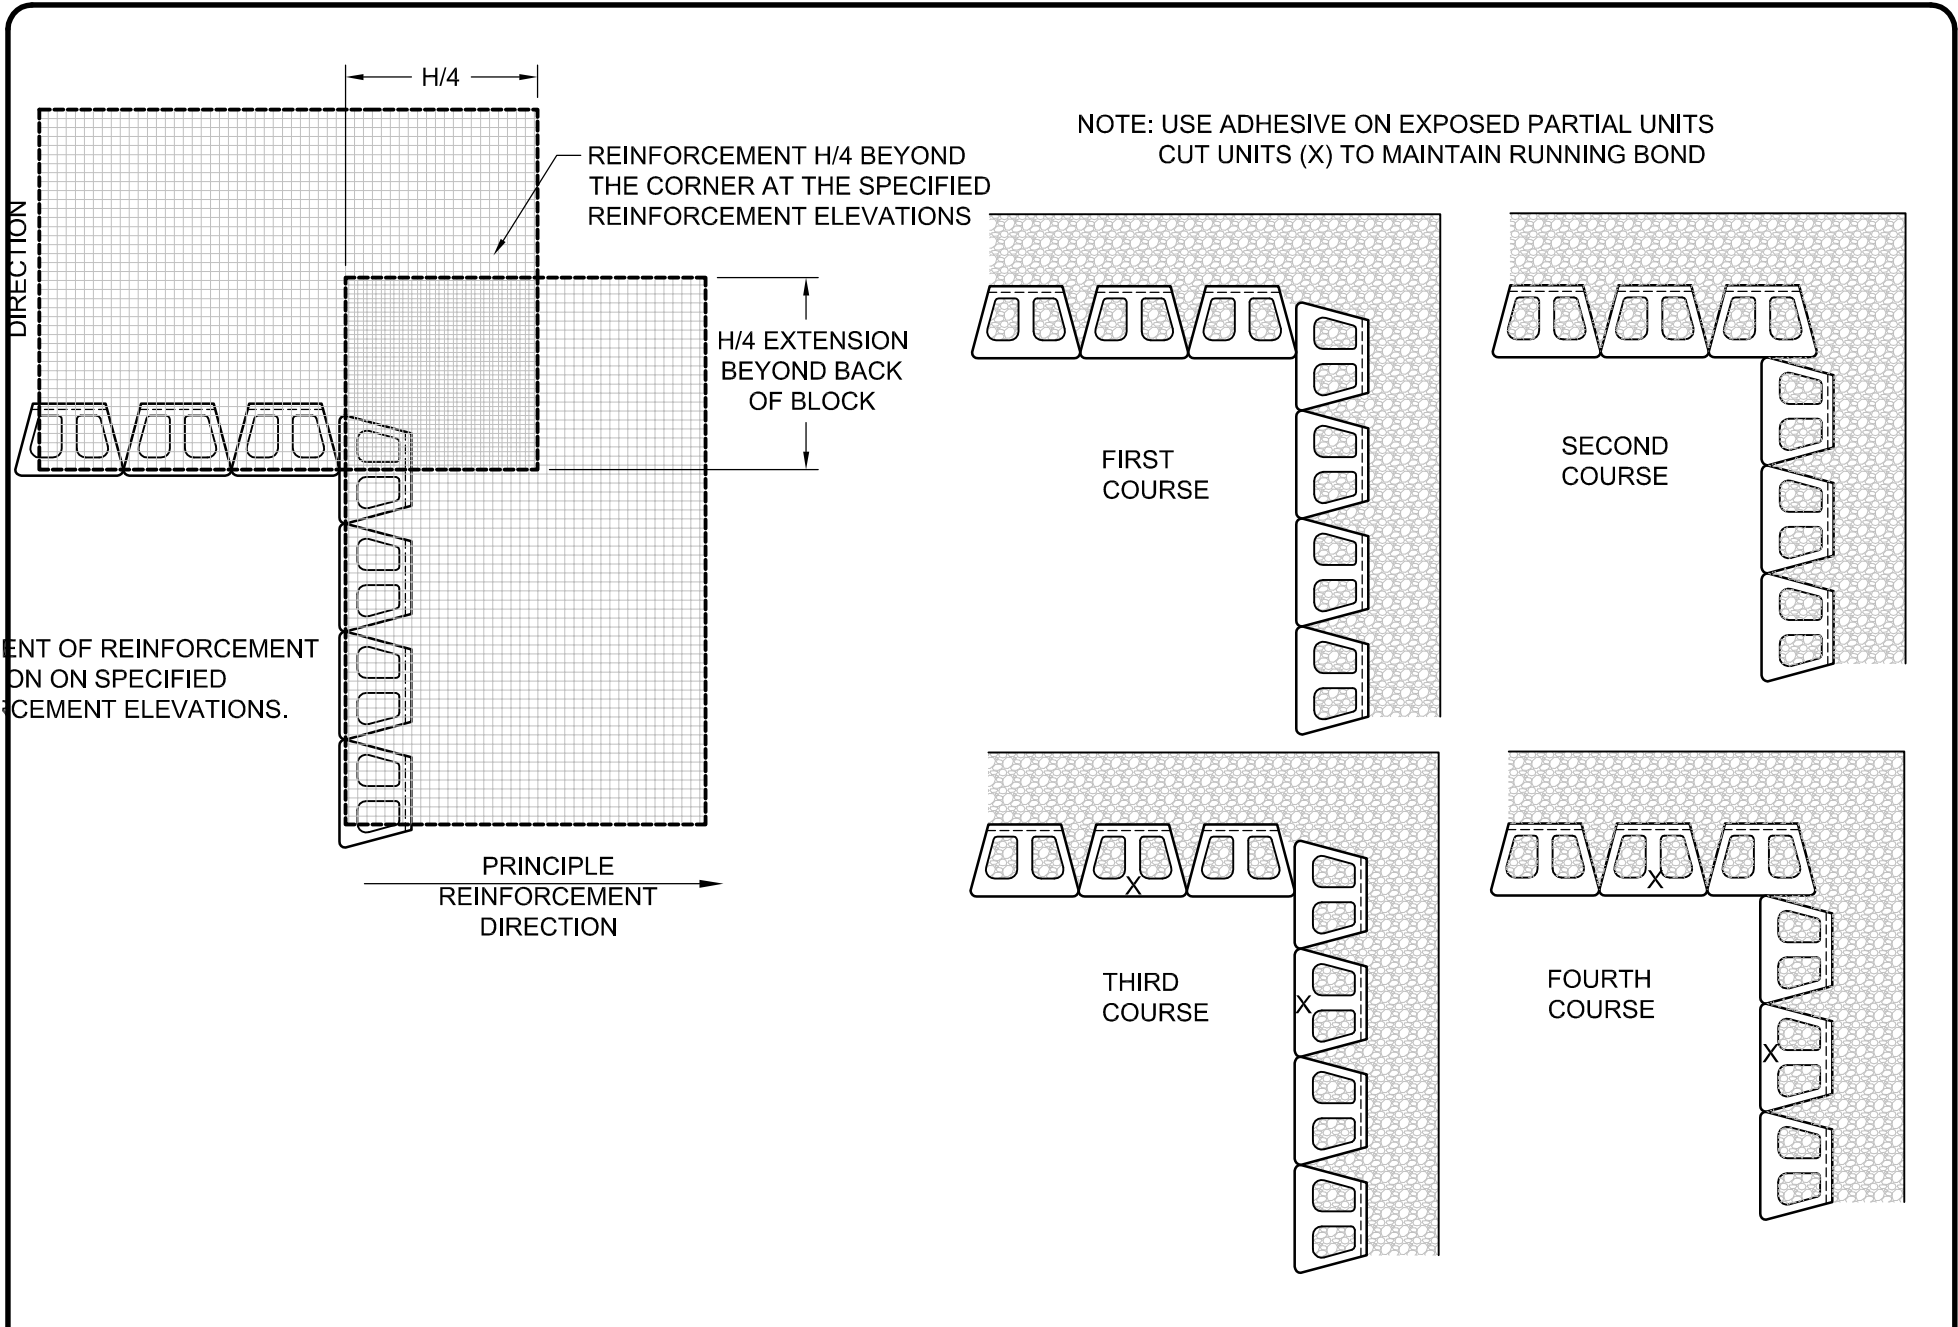 H/4
REINFORCEMENT H/4 BEYOND
THE CORNER AT THE SPECIFIED
REINFORCEMENT ELEVATIONS
DIRECTION
H/4 EXTENSION
BEYOND BACK
OF BLOCK
ENT OF REINFORCEMENT
ON ON SPECIFIED
CEMENT ELEVATIONS.
PRINCIPLE
REINFORCEMENT
DIRECTION
NOTE: USE ADHESIVE ON EXPOSED PARTIAL UNITS
CUT UNITS (X) TO MAINTAIN RUNNING BOND
FIRST
COURSE
SECOND
COURSE
X
X
THIRD
COURSE
X
X
FOURTH
COURSE